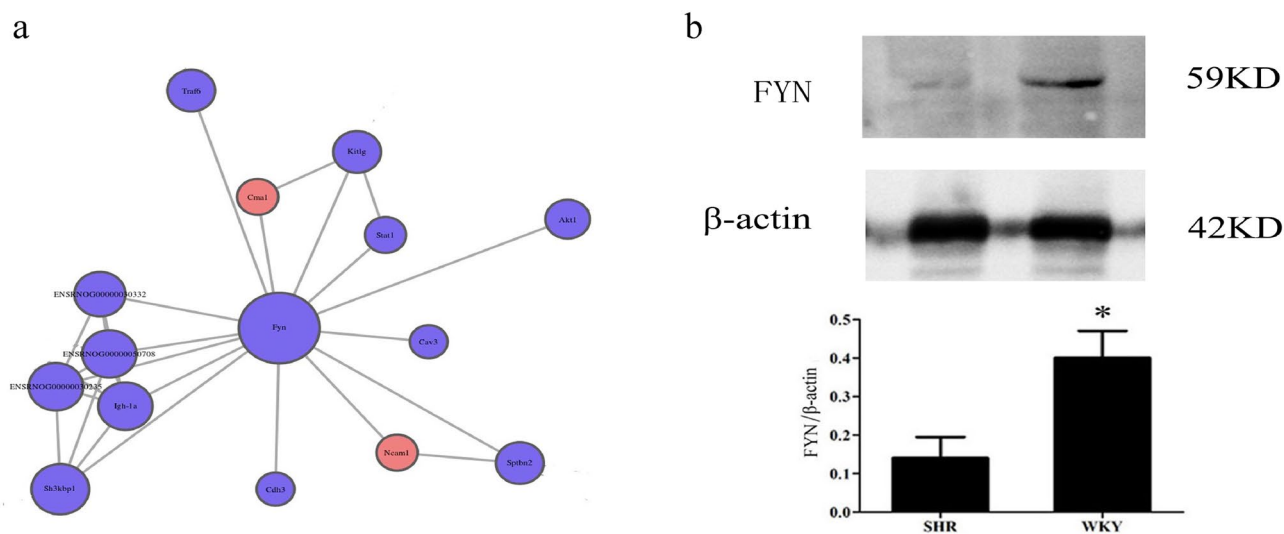 a
Traf6
Kitlg
Cma1
Stat1
Akt1
ENSRNOG00000030332
Fyn
Cav3
ENSRNOG00000050708
ENSRNOG00000030235
Igh-1a
Ncam1
Sptbn2
Sh3kbp1
Cdh3
b
FYN
59KD
β-actin
42KD
*
FYN/β-actin
0.5
0.4
0.3
0.2
0.1
0.0
SHR
WKY